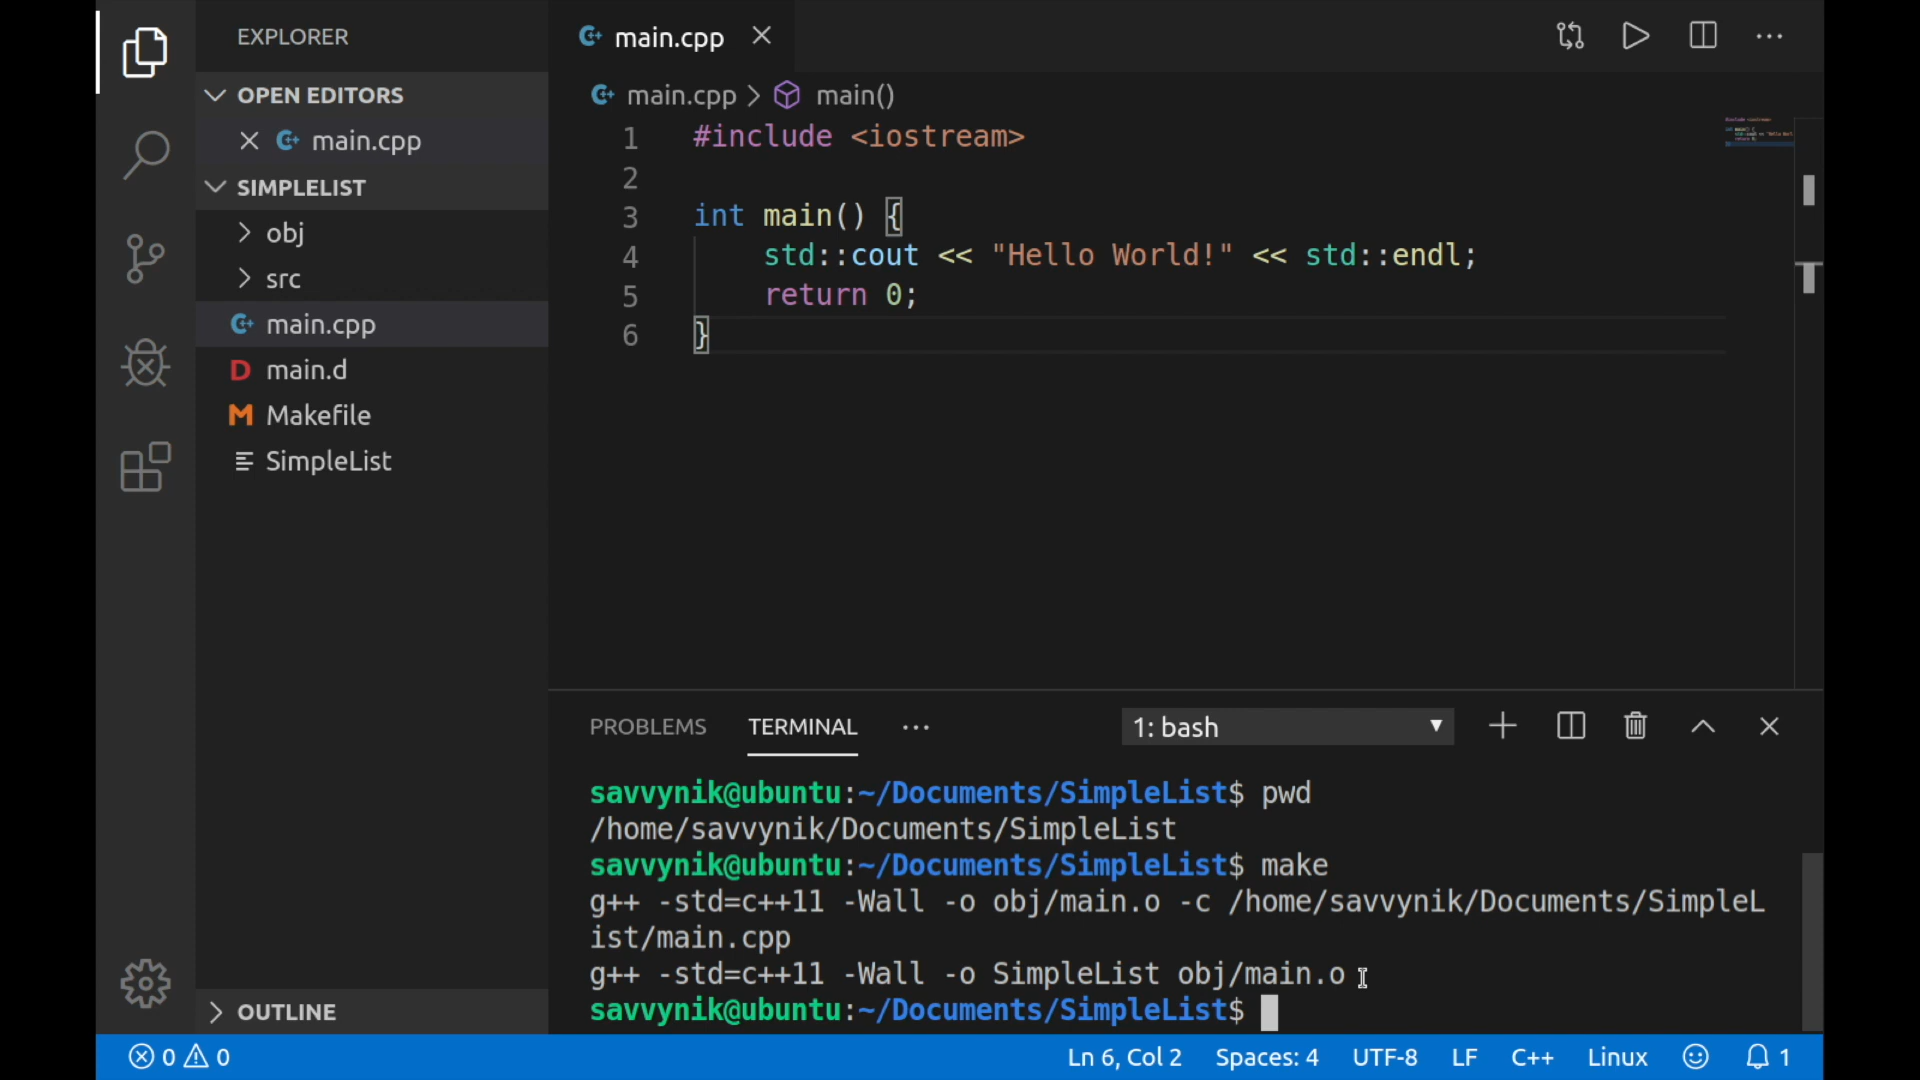 EXPLORER
OPEN EDITORS
main.cpp
SIMPLELIST
obj
src
main.cpp
D main.d
M Makefile
SimpleList
OUTLINE
main.cpp
main.cpp > main()
1 #include <iostream>
2
3 int main() {
4 std::cout << "Hello World!" << std::endl;
5 return 0;
6 }
PROBLEMS TERMINAL ... 1: bash
savvynik@ubuntu:~/Documents/SimpleList$ pwd
/home/savvynik/Documents/SimpleList
savvynik@ubuntu:~/Documents/SimpleList$ make
g++ -std=c++11 -Wall -o obj/main.o -c /home/savvynik/Documents/SimpleL
ist/main.cpp
g++ -std=c++11 -Wall -o SimpleList obj/main.o
savvynik@ubuntu:~/Documents/SimpleList$
0 0 Ln 6, Col 2 Spaces: 4 UTF-8 LF C++ Linux 1